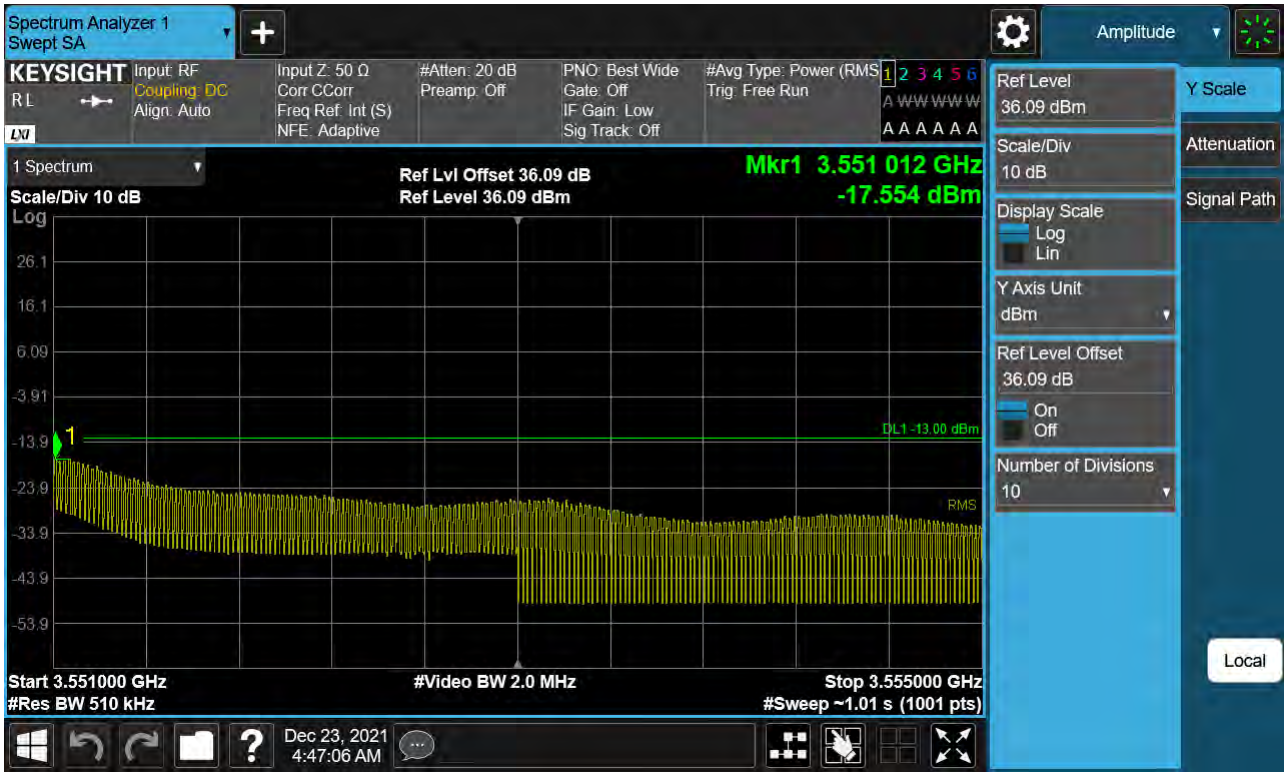 Spectrum Analyzer 1
Swept SA
+
Amplitude
KEYSIGHT
RL
LXI
Input: RF
Coupling: DC
Align: Auto
Input Z: 50 Ω
Corr CCorr
Freq Ref: Int (S)
NFE: Adaptive
#Atten: 20 dB
Preamp: Off
PNO: Best Wide
Gate: Off
IF Gain: Low
Sig Track: Off
#Avg Type: Power (RMS
Trig: Free Run
1 2 3 4 5 6
A W W W W W
A A A A A A
1 Spectrum
Scale/Div 10 dB
Ref Lvl Offset 36.09 dB
Ref Level 36.09 dBm
Mkr1 3.551 012 GHz
-17.554 dBm
Log
26.1
16.1
6.09
-3.91
-13.9
-23.9
-33.9
-43.9
-53.9
1
DL1 -13.00 dBm
RMS
Start 3.551000 GHz
#Video BW 2.0 MHz
Stop 3.555000 GHz
#Res BW 510 kHz
#Sweep ~1.01 s (1001 pts)
Ref Level
36.09 dBm
Scale/Div
10 dB
Display Scale
Log
Lin
Y Axis Unit
dBm
Ref Level Offset
36.09 dB
On
Off
Number of Divisions
10
Y Scale
Attenuation
Signal Path
Local
?
Dec 23, 2021
4:47:06 AM